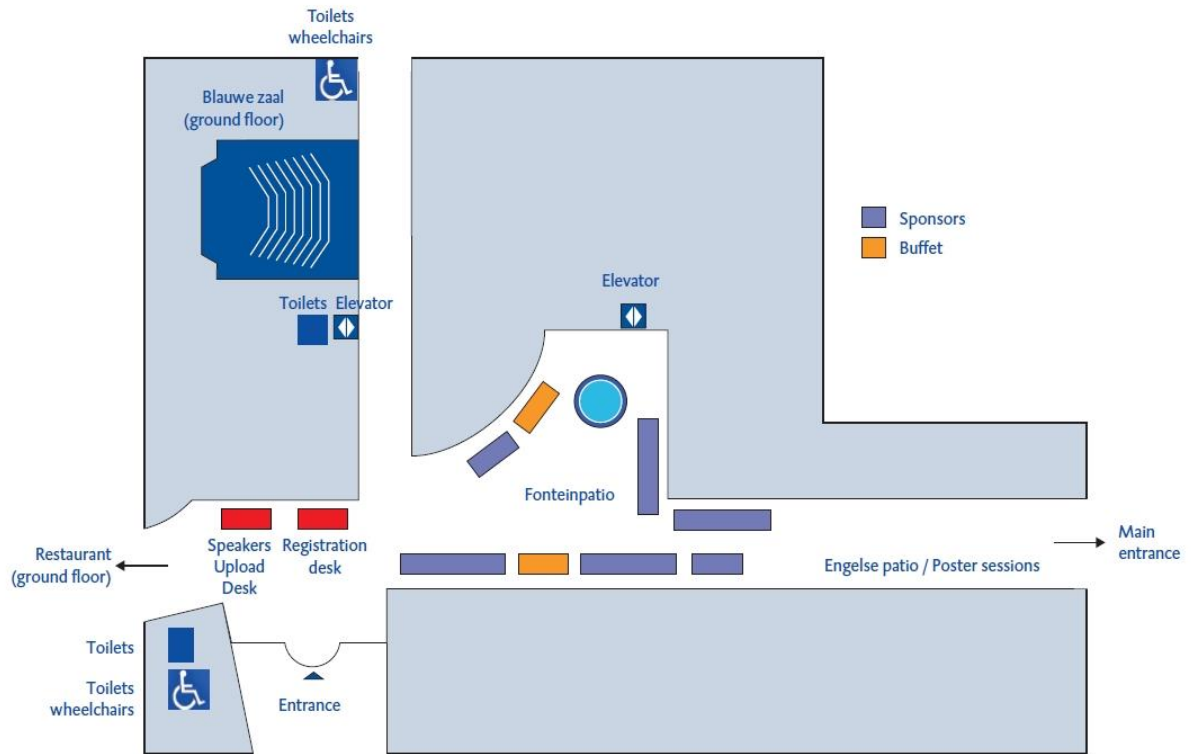 Toilets
wheelchairs
Blauwe zaal
(ground floor)
Sponsors
Buffet
Toilets Elevator
Elevator
Fonteinpatio
Speakers
Upload
Desk
Registration
desk
Restaurant
(ground floor)
Engelse patio / Poster sessions
Main
entrance
Toilets
Toilets
wheelchairs
Entrance